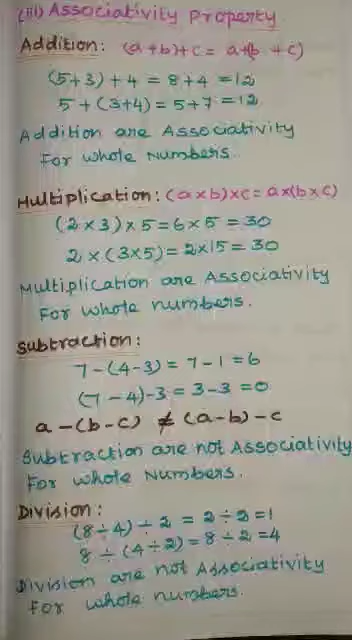 (iii) Associativity Property
Addition: (a+b)+c = a+(b +c)
(5+3)+4 = 8+4 =12
5+(3+4)=5+7=12
Addition are Associativity
For whole Numbers.
Multiplication: (a×b)×c=a×(b×c)
(2×3)×5=6×5=30
2×(3×5)=2×15=30
Multiplication are Associativity
For whole numbers.
Subtraction:
7-(4-3)=7-1=6
(7-4)-3=3-3=0
a-(b-c) ≠ (a-b)-c
Subtraction are not Associativity
For whole Numbers.
Division:
(8÷4)÷2 = 2÷2=1
8÷(4÷2)=8÷2=4
Division are not Associativity
For whole numbers.